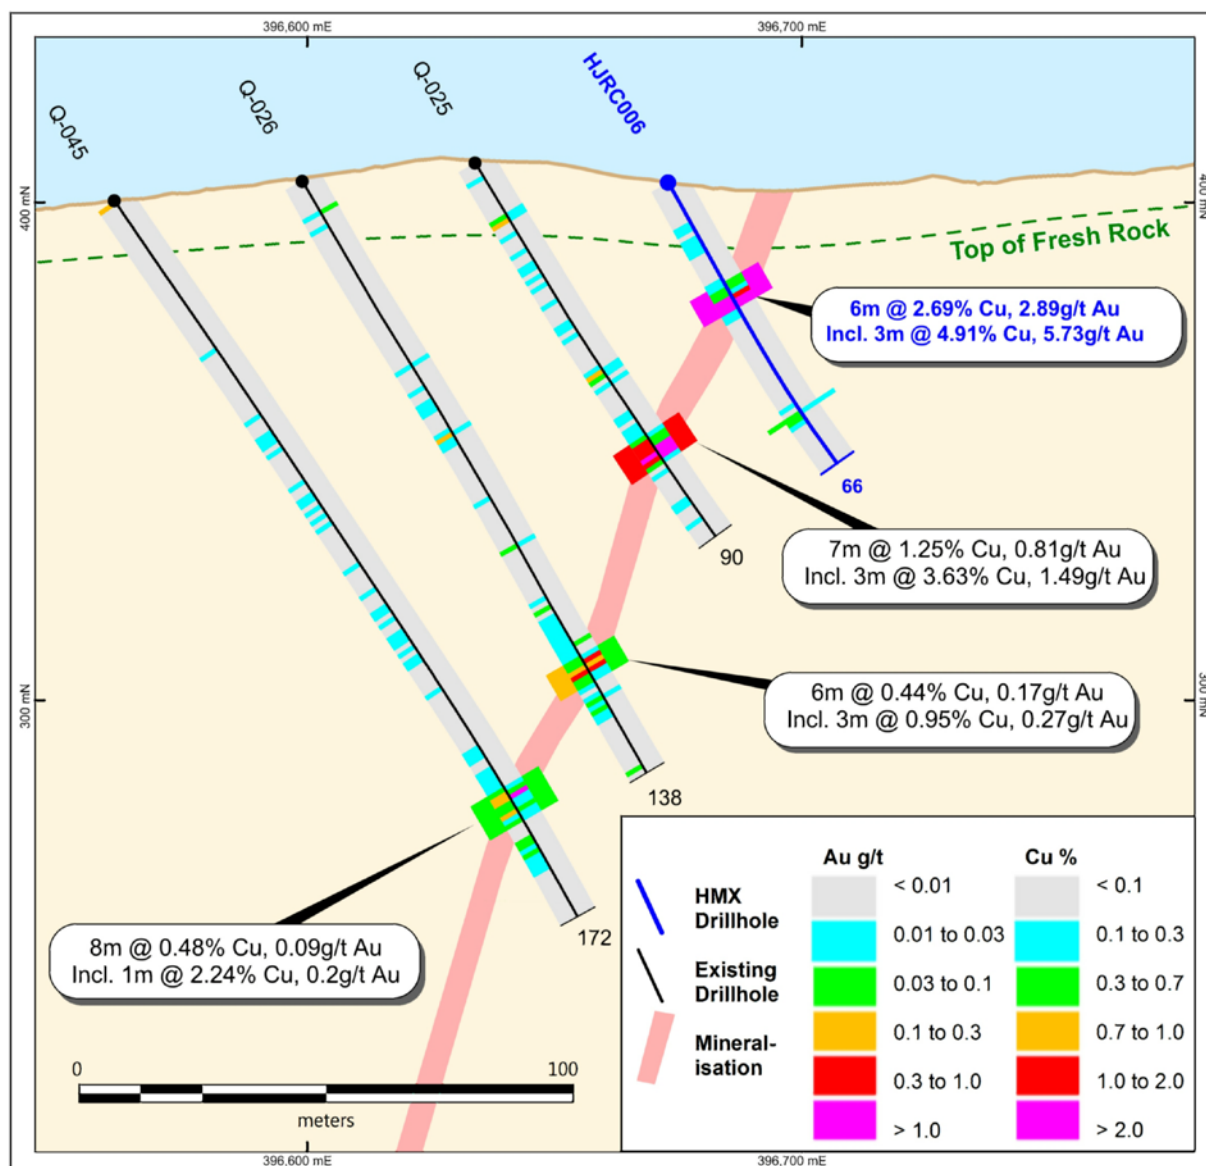 396,600 mE
396,700 mE
Q-045
Q-026
Q-025
HJRC006
400 mN
400 mN
Top of Fresh Rock
6m @ 2.69% Cu, 2.89g/t Au
Incl. 3m @ 4.91% Cu, 5.73g/t Au
66
90
7m @ 1.25% Cu, 0.81g/t Au
Incl. 3m @ 3.63% Cu, 1.49g/t Au
300 mN
300 mN
6m @ 0.44% Cu, 0.17g/t Au
Incl. 3m @ 0.95% Cu, 0.27g/t Au
138
172
8m @ 0.48% Cu, 0.09g/t Au
Incl. 1m @ 2.24% Cu, 0.2g/t Au
0
100
meters
HMX
Drillhole
Existing
Drillhole
Mineral-
isation
Au g/t
< 0.01
0.01 to 0.03
0.03 to 0.1
0.1 to 0.3
0.3 to 1.0
> 1.0
Cu %
< 0.1
0.1 to 0.3
0.3 to 0.7
0.7 to 1.0
1.0 to 2.0
> 2.0
396,600 mE
396,700 mE